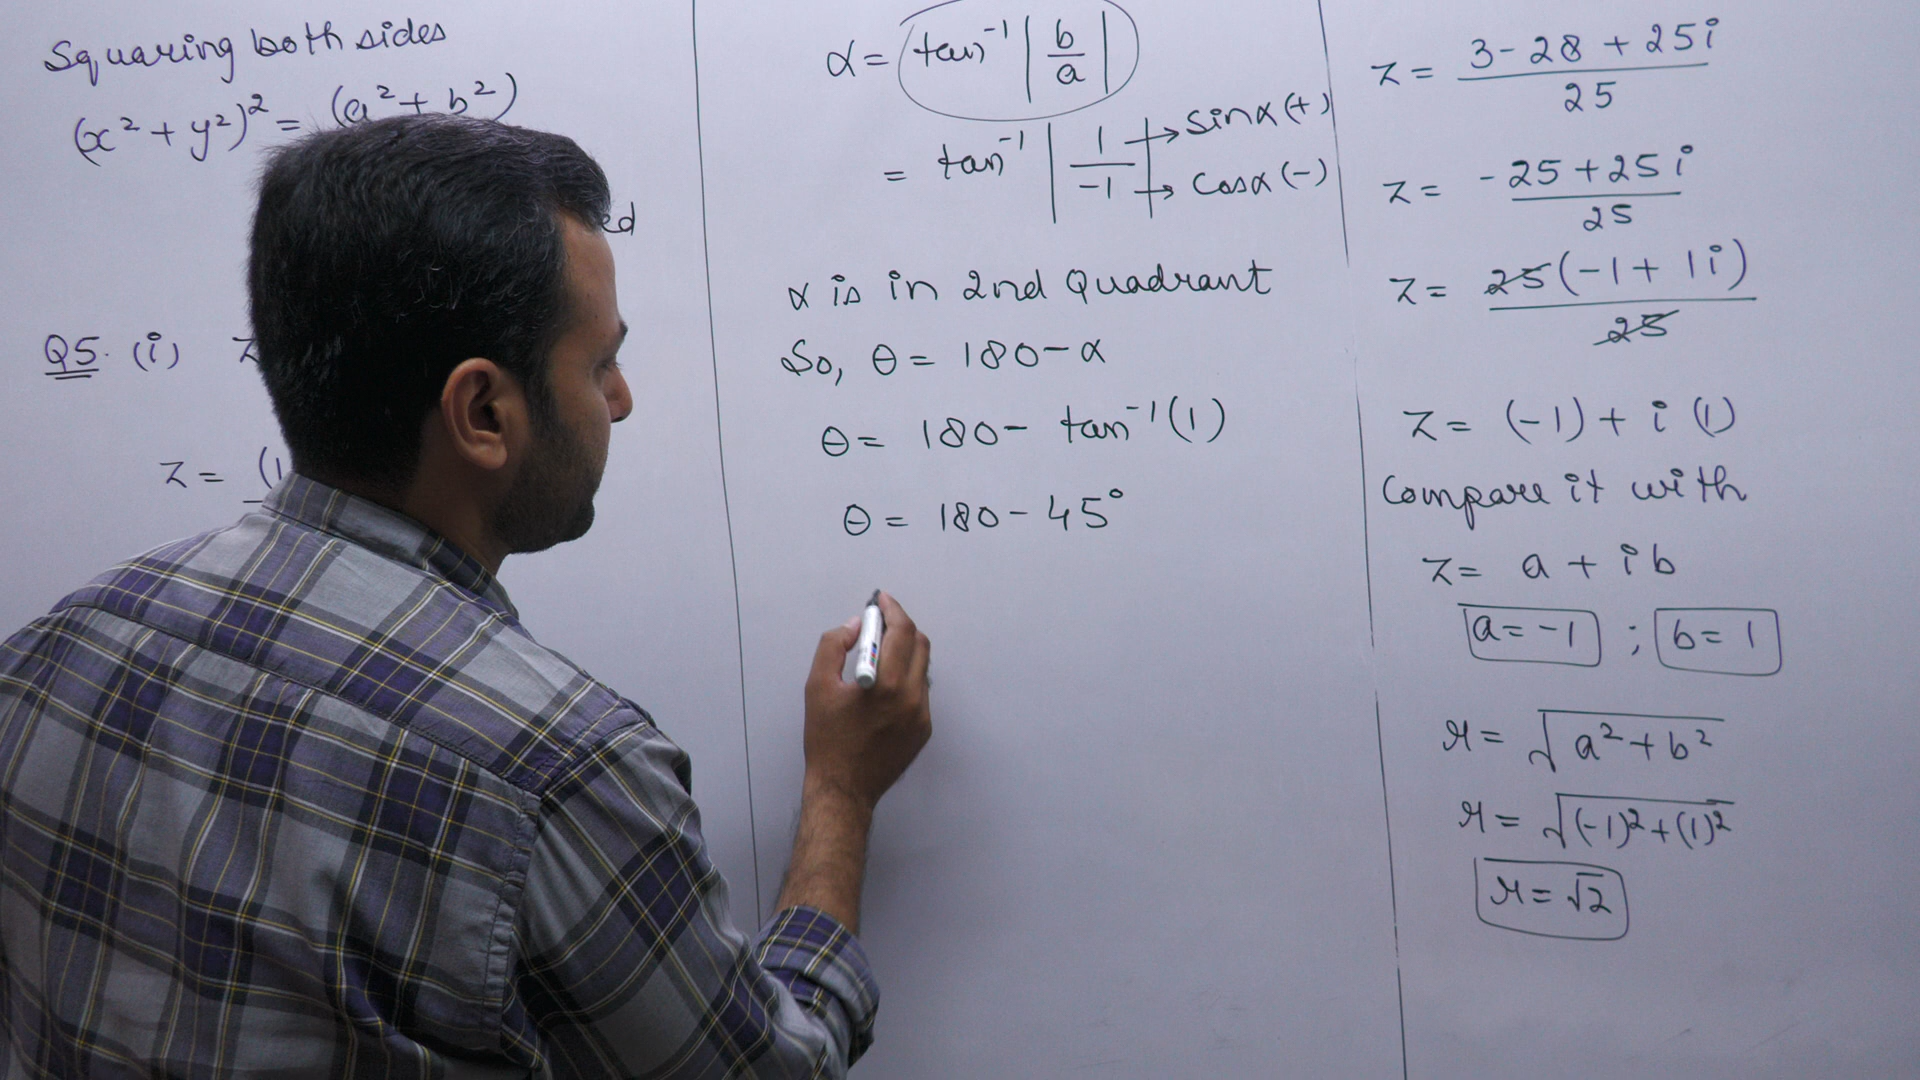 Squaring both sides
(x² + y²)² = (a² + b²)
Q5. (i) z
z = (1
α = tan⁻¹ | b/a |
= tan⁻¹ | 1/-1 | → sinα (+) → cosα (-)
α is in 2nd Quadrant
So, θ = 180 - α
θ = 180 - tan⁻¹(1)
θ = 180 - 45°
z = 3 - 28 + 25i / 25
z = -25 + 25i / 25
z = 25(-1 + 1i) / 25
z = (-1) + i (1)
Compare it with
z = a + ib
a = -1 ; b = 1
r = √a² + b²
r = √(-1)² + (1)²
r = √2